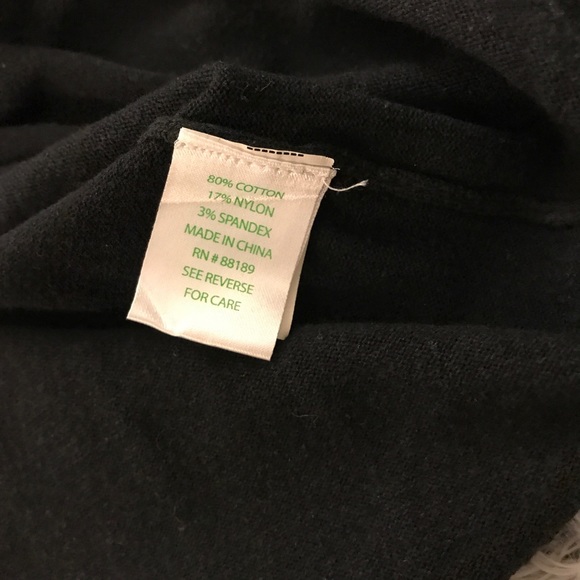 80% COTTON
17% NYLON
3% SPANDEX
MADE IN CHINA
RN # 88189
SEE REVERSE
FOR CARE